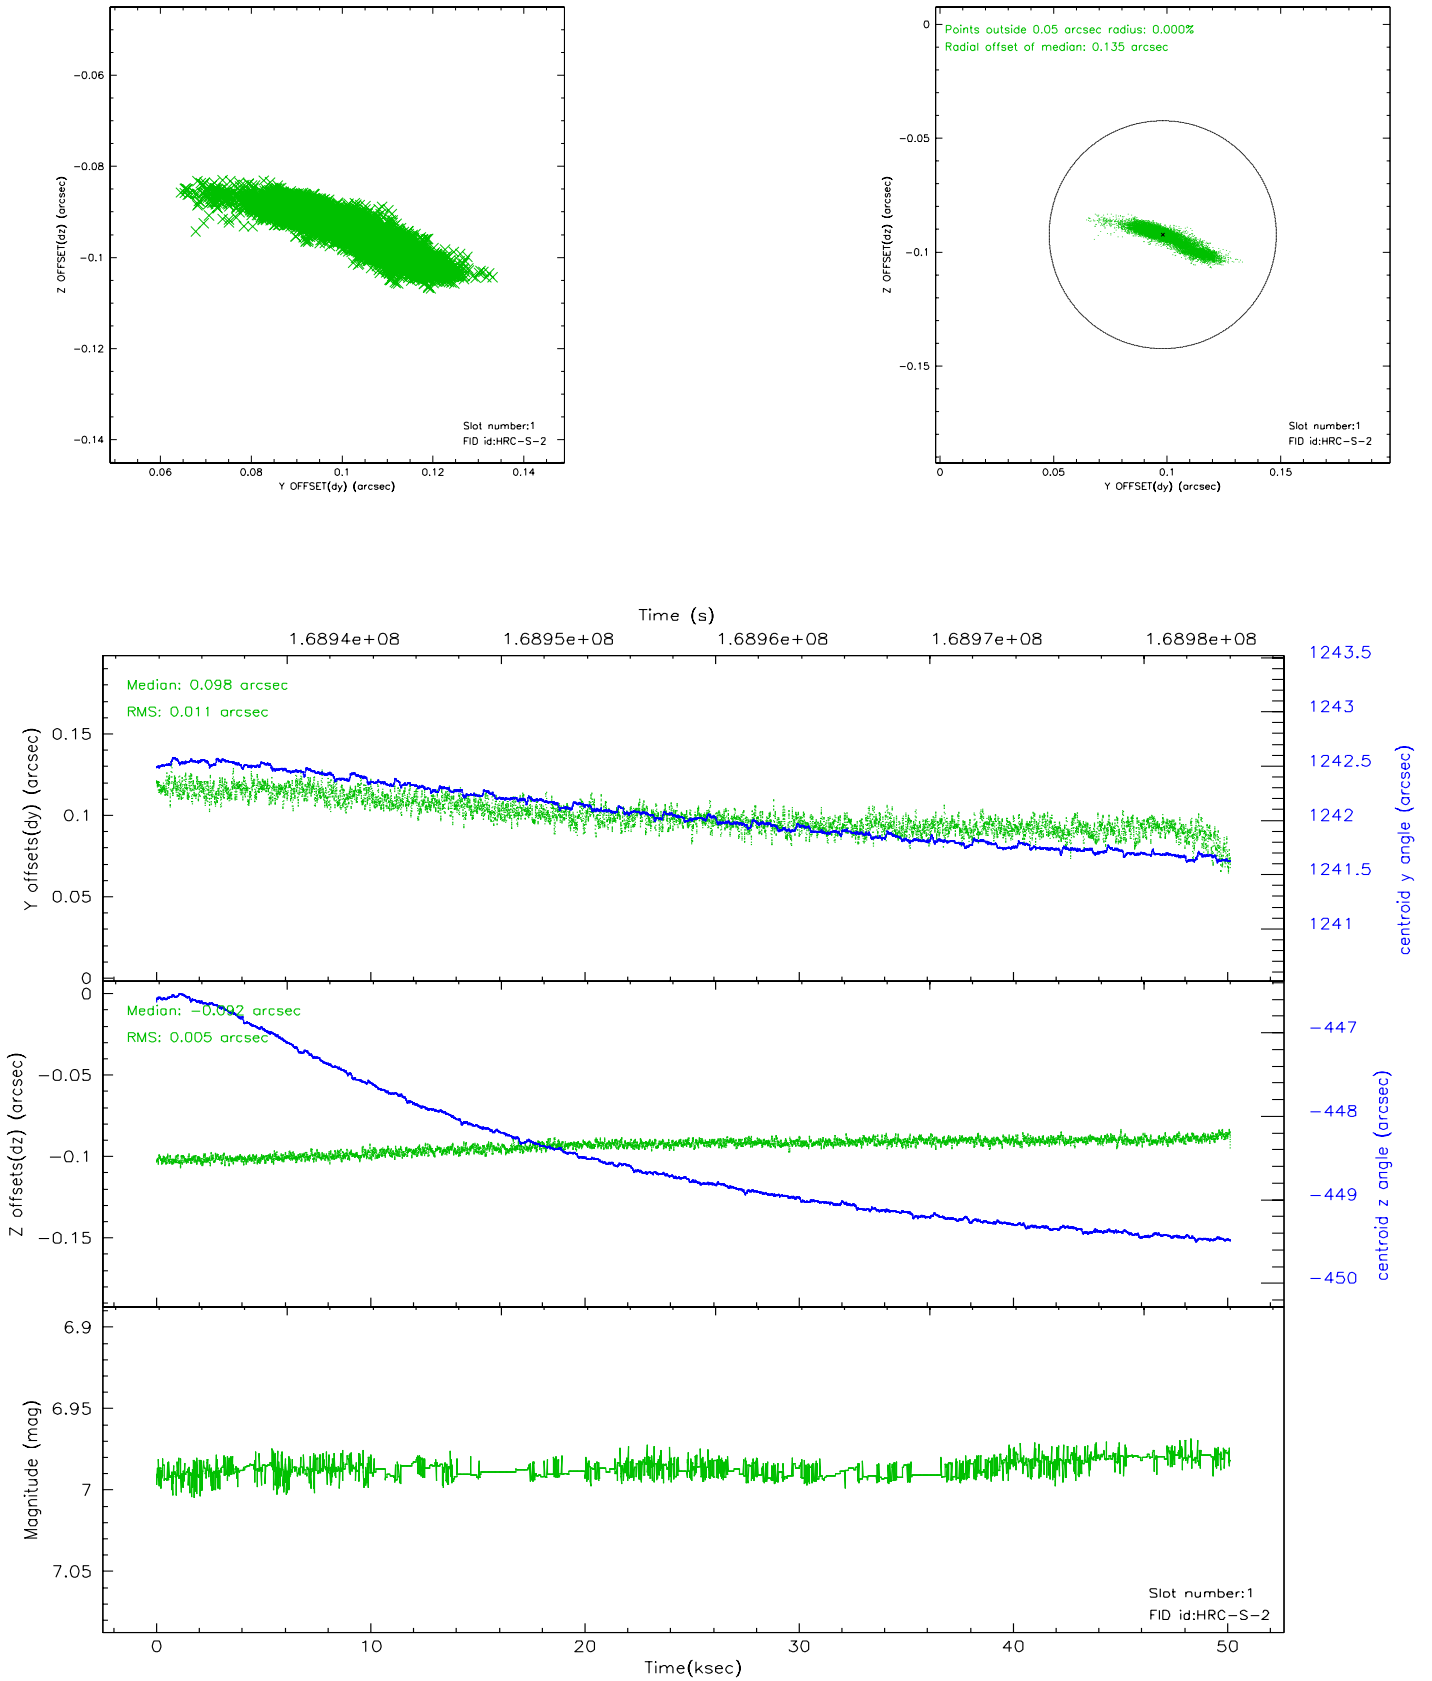 −0.06
−0.08
−0.1
−0.12
−0.14
Z OFFSET(dz) (arcsec)
Slot number:1
FID id:HRC−S−2
0.06 0.08 0.1 0.12 0.14
Y OFFSET(dy) (arcsec)
Points outside 0.05 arcsec radius: 0.000%
Radial offset of median: 0.135 arcsec
0
−0.05
−0.1
−0.15
Z OFFSET(dz) (arcsec)
Slot number:1
FID id:HRC−S−2
0 0.05 0.1 0.15
Y OFFSET(dy) (arcsec)
Time (s)
1.6894e+08 1.6895e+08 1.6896e+08 1.6897e+08 1.6898e+08
Median: 0.098 arcsec
RMS: 0.011 arcsec
0.15
0.1
0.05
0
Y offsets(dy) (arcsec)
1243.5
1243
1242.5
1242
1241.5
1241
centroid y angle (arcsec)
Median: −0.092 arcsec
RMS: 0.005 arcsec
0
−0.05
−0.1
−0.15
Z offsets(dz) (arcsec)
−447
−448
−449
−450
centroid z angle (arcsec)
6.9
6.95
7
7.05
Magnitude (mag)
Slot number:1
FID id:HRC−S−2
0 10 20 30 40 50
Time(ksec)